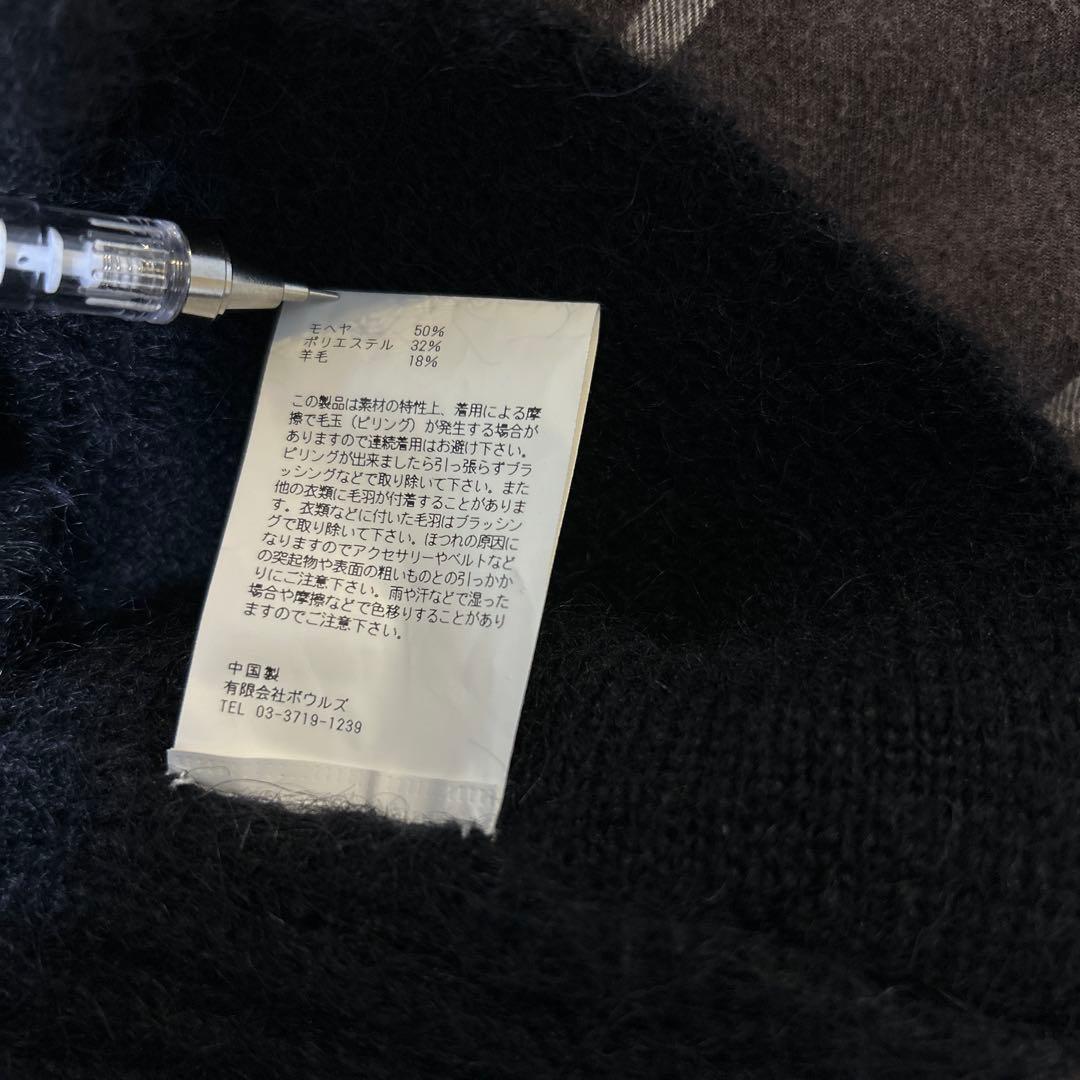 モヘヤ 50%
ポリエステル 32%
羊毛 18%
この製品は素材の特性上、着用による摩
擦で毛玉（ピリング）が発生する場合が
ありますので連続着用はお避け下さい。
ピリングが出来ましたら引っ張らずブラ
ッシングなどで取り除いて下さい。また
他の衣類に毛羽が付着することがありま
す。衣類などに付いた毛羽はブラッシン
グで取り除いて下さい。ほつれの原因に
なりますのでアクセサリーやベルトなど
の突起物や表面の粗いものとの引っかか
りにご注意下さい。雨や汗などで湿った
場合や摩擦などで色移りすることがあり
ますのでご注意下さい。
中国製
有限会社ボウルズ
TEL 03-3719-1239